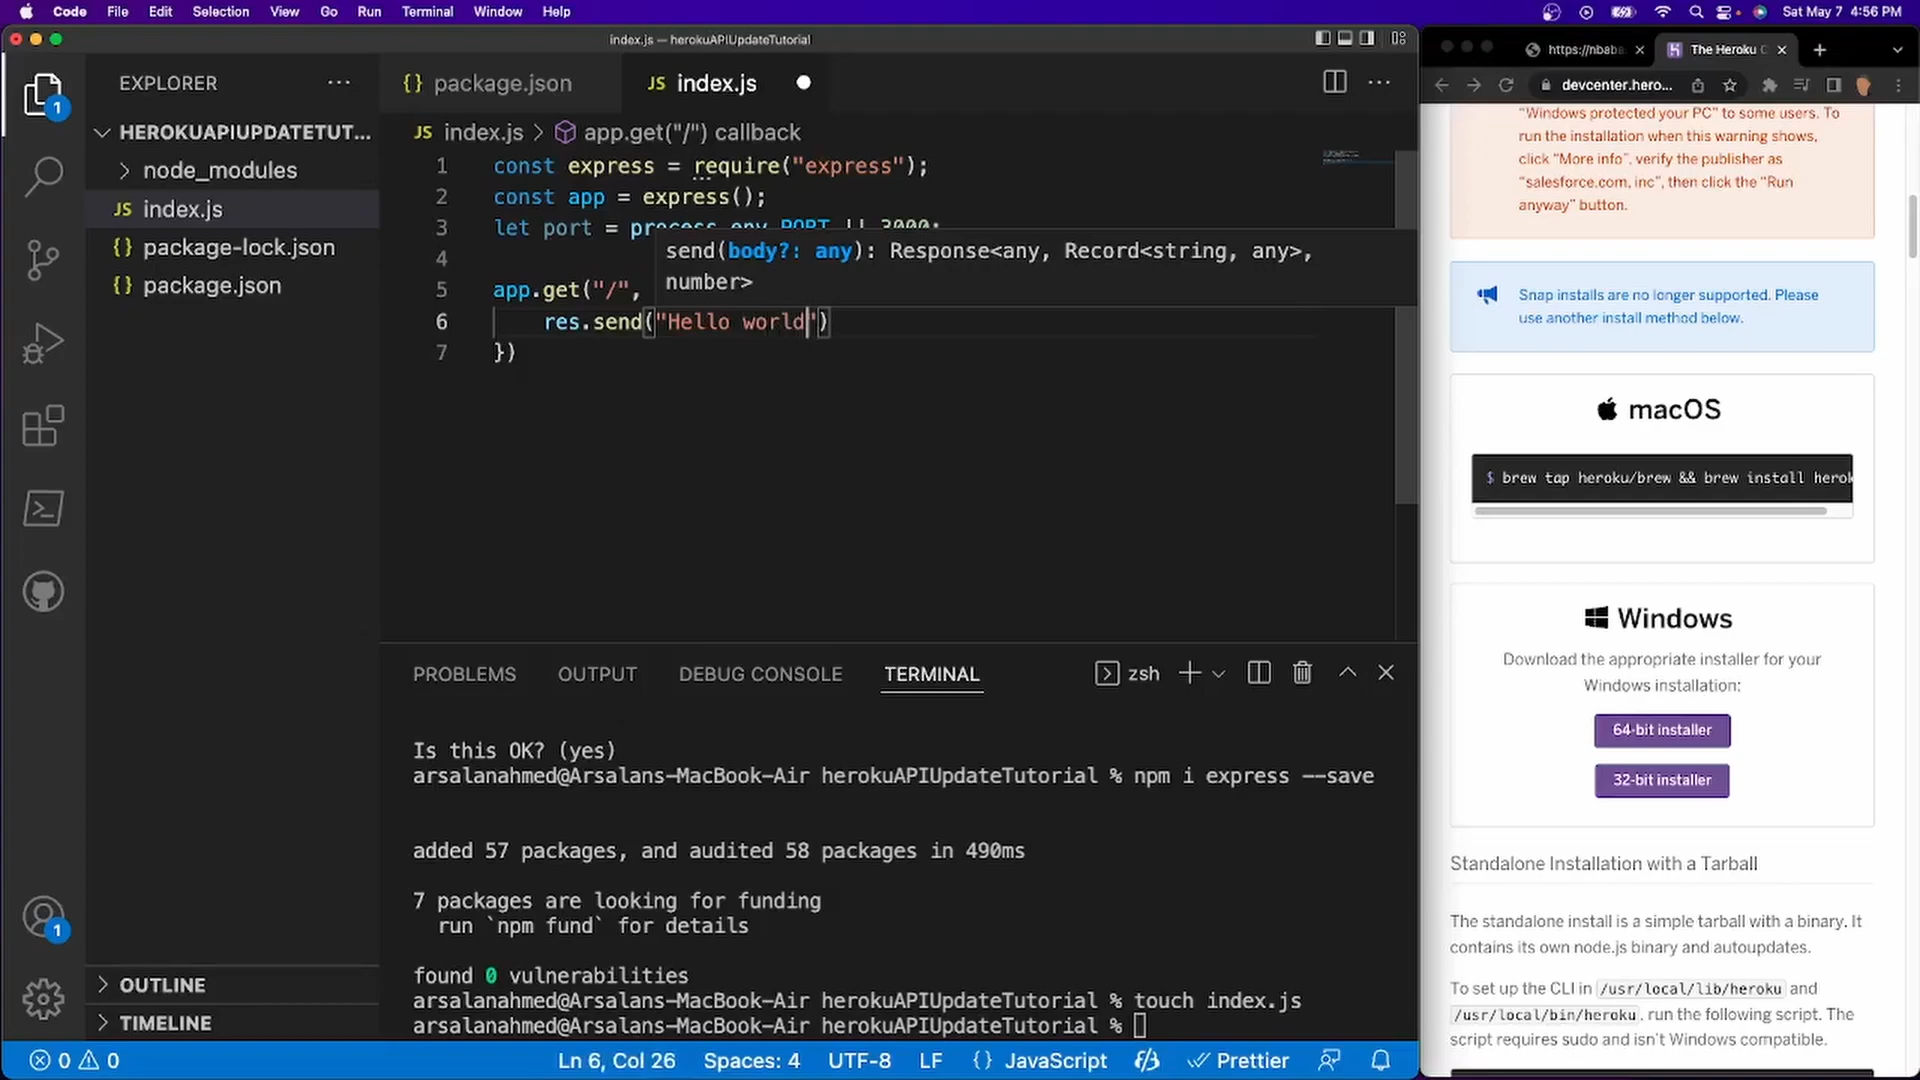 Code File Edit Selection View Go Run Terminal Window Help
Sat May 7 4:56 PM
index.js — herokuAPIUpdateTutorial
EXPLORER
HEROKUAPIUPDATETUT...
node_modules
JS index.js
{} package-lock.json
{} package.json
OUTLINE
TIMELINE
1
1
{} package.json
JS index.js
JS index.js > app.get("/") callback
1 const express = require("express");
2 const app = express();
3 let port = process.env.PORT || 3000;
4
send(body?: any): Response<any, Record<string, any>,
number>
5 app.get("/",
6 res.send("Hello world")
7 })
PROBLEMS OUTPUT DEBUG CONSOLE TERMINAL
zsh
Is this OK? (yes)
arsalanahmed@Arsalans-MacBook-Air herokuAPIUpdateTutorial % npm i express --save
added 57 packages, and audited 58 packages in 490ms
7 packages are looking for funding
run `npm fund` for details
found 0 vulnerabilities
arsalanahmed@Arsalans-MacBook-Air herokuAPIUpdateTutorial % touch index.js
arsalanahmed@Arsalans-MacBook-Air herokuAPIUpdateTutorial %
0 0
Ln 6, Col 26 Spaces: 4 UTF-8 LF {} JavaScript Prettier
https://nbaba
The Heroku C
devcenter.hero...
“Windows protected your PC” to some users. To
run the installation when this warning shows,
click “More info”, verify the publisher as
“salesforce.com, inc”, then click the “Run
anyway” button.
Snap installs are no longer supported. Please
use another install method below.
macOS
$ brew tap heroku/brew && brew install herok
Windows
Download the appropriate installer for your
Windows installation:
64-bit installer
32-bit installer
Standalone Installation with a Tarball
The standalone install is a simple tarball with a binary. It
contains its own node.js binary and autoupdates.
To set up the CLI in /usr/local/lib/heroku and
/usr/local/bin/heroku, run the following script. The
script requires sudo and isn’t Windows compatible.